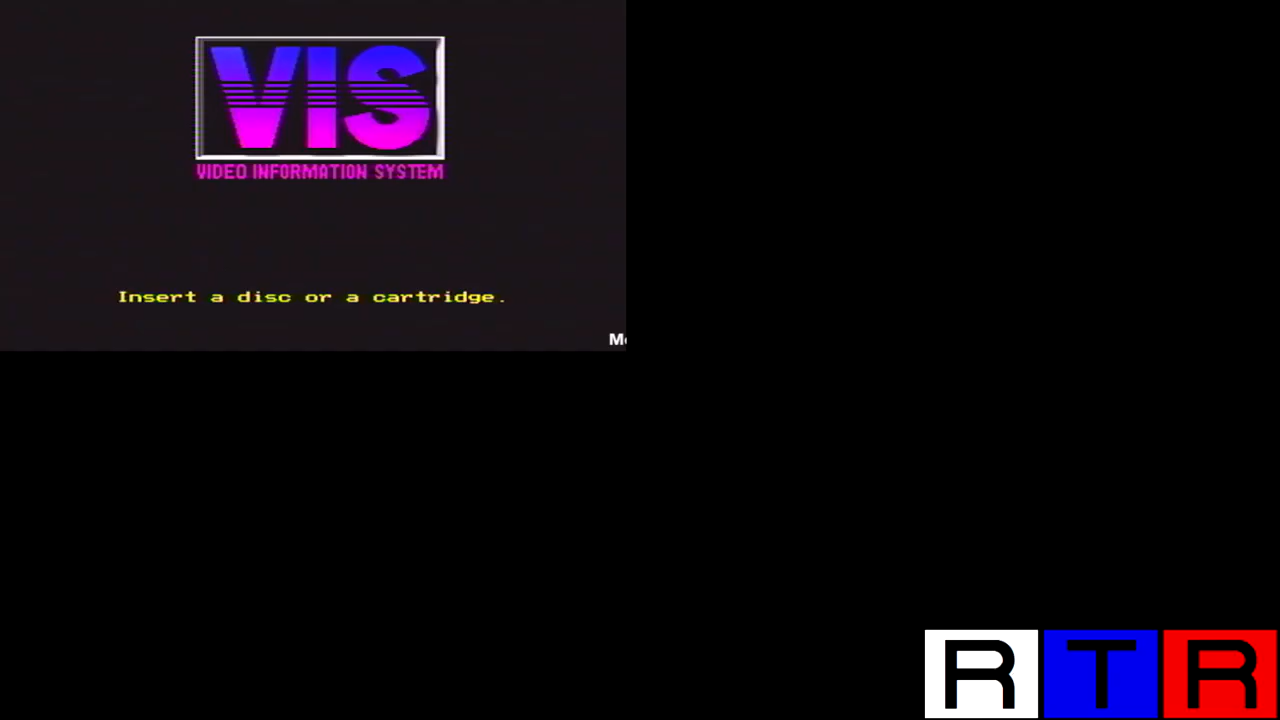 VIS
VIDEO INFORMATION SYSTEM
Insert a disc or a cartridge.
RTR